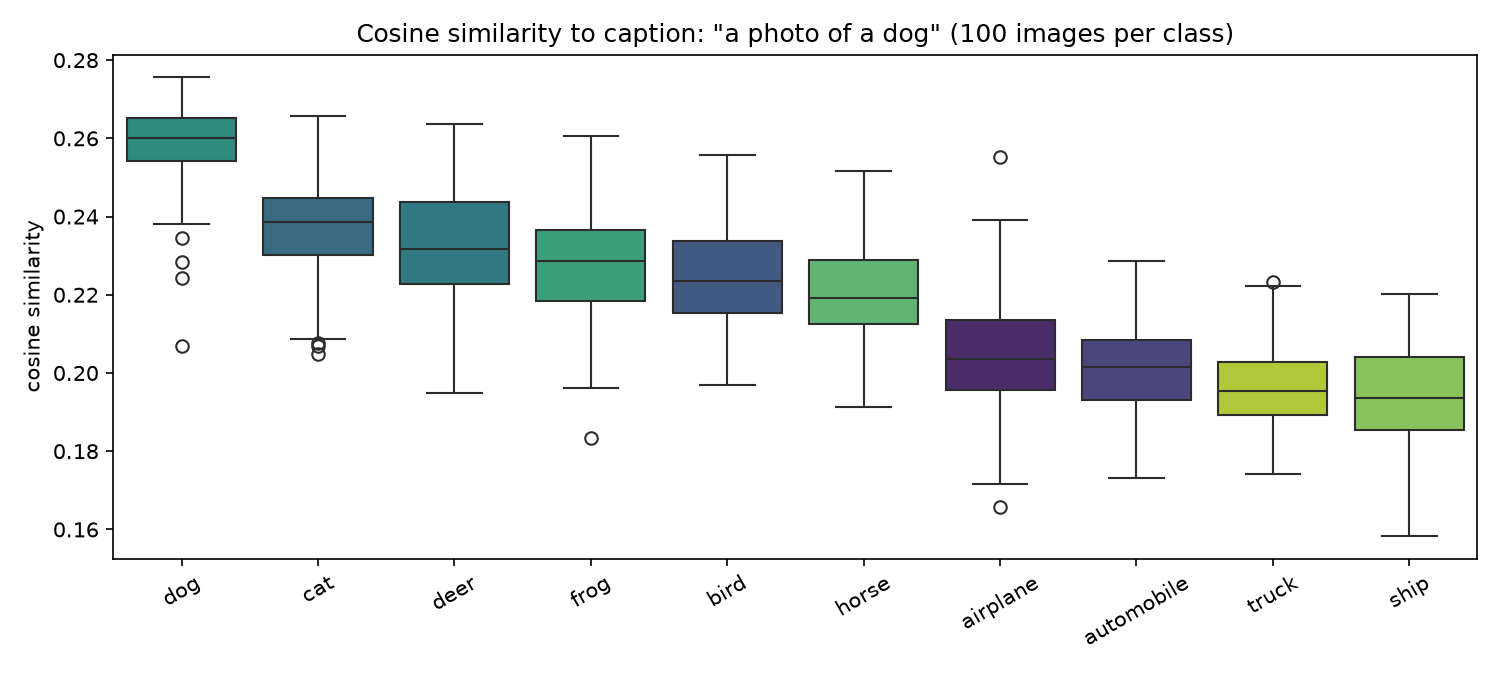 Cosine similarity to caption: "a photo of a dog" (100 images per class)
cosine similarity
0.28
0.26
0.24
0.22
0.20
0.18
0.16
dog
cat
deer
frog
bird
horse
airplane
automobile
truck
ship